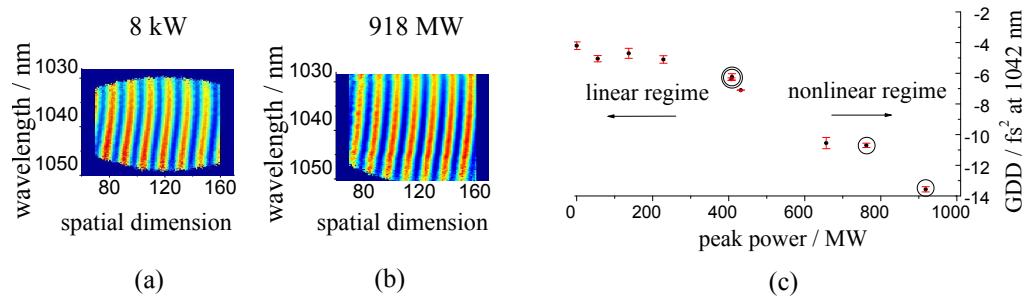 8 kW
wavelength / nm
1030
1040
1050
80
120
160
spatial dimension
(a)
918 MW
wavelength / nm
1030
1040
1050
80
120
160
spatial dimension
(b)
linear regime
nonlinear regime
-2
-4
-6
-8
-10
-12
-14
GDD / fs² at 1042 nm
0
200
400
600
800
1000
peak power / MW
(c)